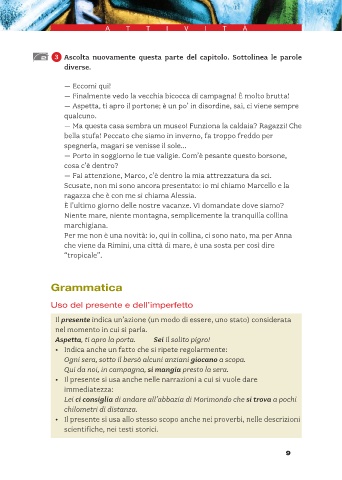 ATTIVITÀ
3 Ascolta nuovamente questa parte del capitolo. Sottolinea le parole
diverse.
— Eccomi qui!
— Finalmente vedo la vecchia bicocca di campagna! È molto brutta!
— Aspetta, ti apro il portone; è un po' in disordine, sai, ci viene sempre
qualcuno.
— Ma questa casa sembra un museo! Funziona la caldaia? Ragazzi! Che
bella stufa! Peccato che siamo in inverno, fa troppo freddo per
spegnerla, magari se venisse il sole...
— Porto in soggiorno le tue valigie. Com'è pesante questo borsone,
cosa c'è dentro?
— Fai attenzione, Marco, c'è dentro la mia attrezzatura da sci.
Scusate, non mi sono ancora presentato: io mi chiamo Marcello e la
ragazza che è con me si chiama Alessia.
È l'ultimo giorno delle nostre vacanze. Vi domandate dove siamo?
Niente mare, niente montagna, semplicemente la tranquilla collina
marchigiana.
Per me non è una novità: io, qui in collina, ci sono nato, ma per Anna
che viene da Rimini, una città di mare, è una sosta per così dire
"tropicale".
Grammatica
Uso del presente e dell'imperfetto
Il presente indica un'azione (un modo di essere, uno stato) considerata
nel momento in cui si parla.
Aspetta, ti apro la porta. Sei il solito pigro!
• Indica anche un fatto che si ripete regolarmente:
Ogni sera, sotto il bersò alcuni anziani giocano a scopa.
Qui da noi, in campagna, si mangia presto la sera.
• Il presente si usa anche nelle narrazioni a cui si vuole dare
immediatezza:
Lei ci consiglia di andare all'abbazia di Morimondo che si trova a pochi
chilometri di distanza.
• Il presente si usa allo stesso scopo anche nei proverbi, nelle descrizioni
scientifiche, nei testi storici.
9